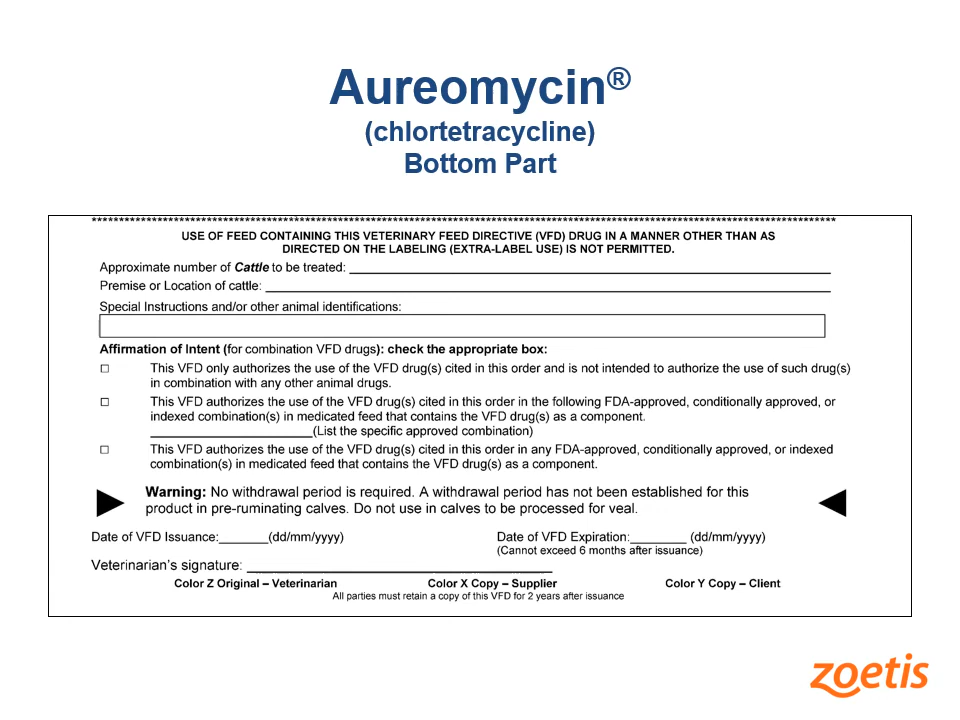 Aureomycin®
(chlortetracycline)
Bottom Part
********************************************************************************************************************************************
USE OF FEED CONTAINING THIS VETERINARY FEED DIRECTIVE (VFD) DRUG IN A MANNER OTHER THAN AS
DIRECTED ON THE LABELING (EXTRA-LABEL USE) IS NOT PERMITTED.
Approximate number of Cattle to be treated: ____________________
Premise or Location of cattle: ____________________
Special Instructions and/or other animal identifications:
Affirmation of Intent (for combination VFD drugs): check the appropriate box:
☐ This VFD only authorizes the use of the VFD drug(s) cited in this order and is not intended to authorize the use of such drug(s)
in combination with any other animal drugs.
☐ This VFD authorizes the use of the VFD drug(s) cited in this order in the following FDA-approved, conditionally approved, or
indexed combination(s) in medicated feed that contains the VFD drug(s) as a component.
____________________(List the specific approved combination)
☐ This VFD authorizes the use of the VFD drug(s) cited in this order in any FDA-approved, conditionally approved, or indexed
combination(s) in medicated feed that contains the VFD drug(s) as a component.
Warning: No withdrawal period is required. A withdrawal period has not been established for this
product in pre-ruminating calves. Do not use in calves to be processed for veal.
Date of VFD Issuance:_______(dd/mm/yyyy) Date of VFD Expiration:________ (dd/mm/yyyy)
(Cannot exceed 6 months after issuance)
Veterinarian's signature: ____________________
Color Z Original – Veterinarian Color X Copy – Supplier Color Y Copy – Client
All parties must retain a copy of this VFD for 2 years after issuance
zoetis